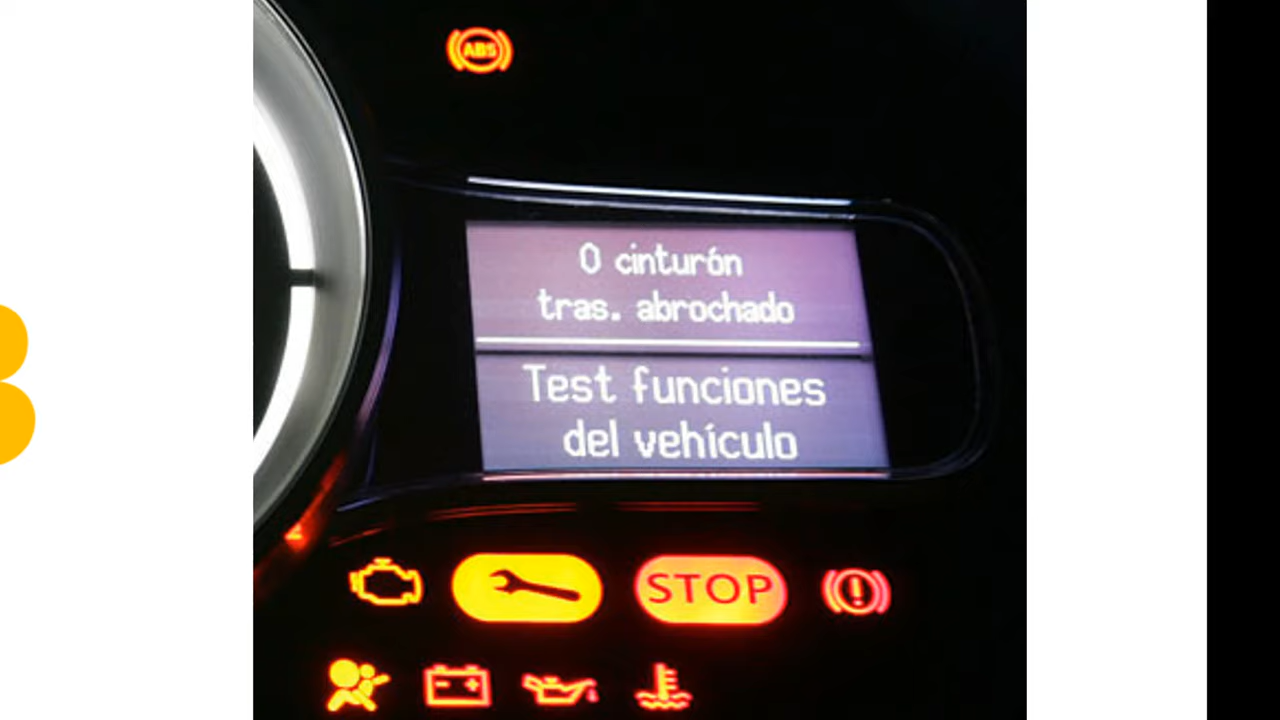 ABS
0 cinturón
tras. abrochado
Test funciones
del vehículo
STOP